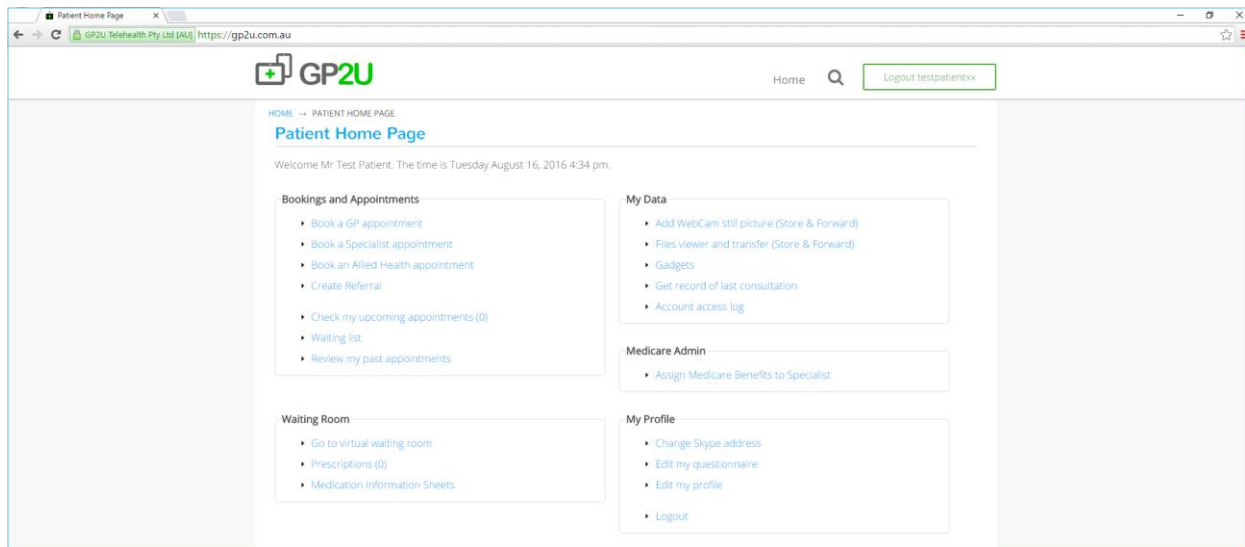 Patient Home Page
GP2U Telehealth Pty Ltd [AU] https://gp2u.com.au
GP2U
Home
Logout testpatientxx
HOME → PATIENT HOME PAGE
Patient Home Page
Welcome Mr Test Patient. The time is Tuesday August 16, 2016 4:34 pm.
Bookings and Appointments
Book a GP appointment
Book a Specialist appointment
Book an Allied Health appointment
Create Referral
Check my upcoming appointments (0)
Waiting list
Review my past appointments
My Data
Add WebCam still picture (Store & Forward)
Files viewer and transfer (Store & Forward)
Gadgets
Get record of last consultation
Account access log
Medicare Admin
Assign Medicare Benefits to Specialist
Waiting Room
Go to virtual waiting room
Prescriptions (0)
Medication Information Sheets
My Profile
Change Skype address
Edit my questionnaire
Edit my profile
Logout